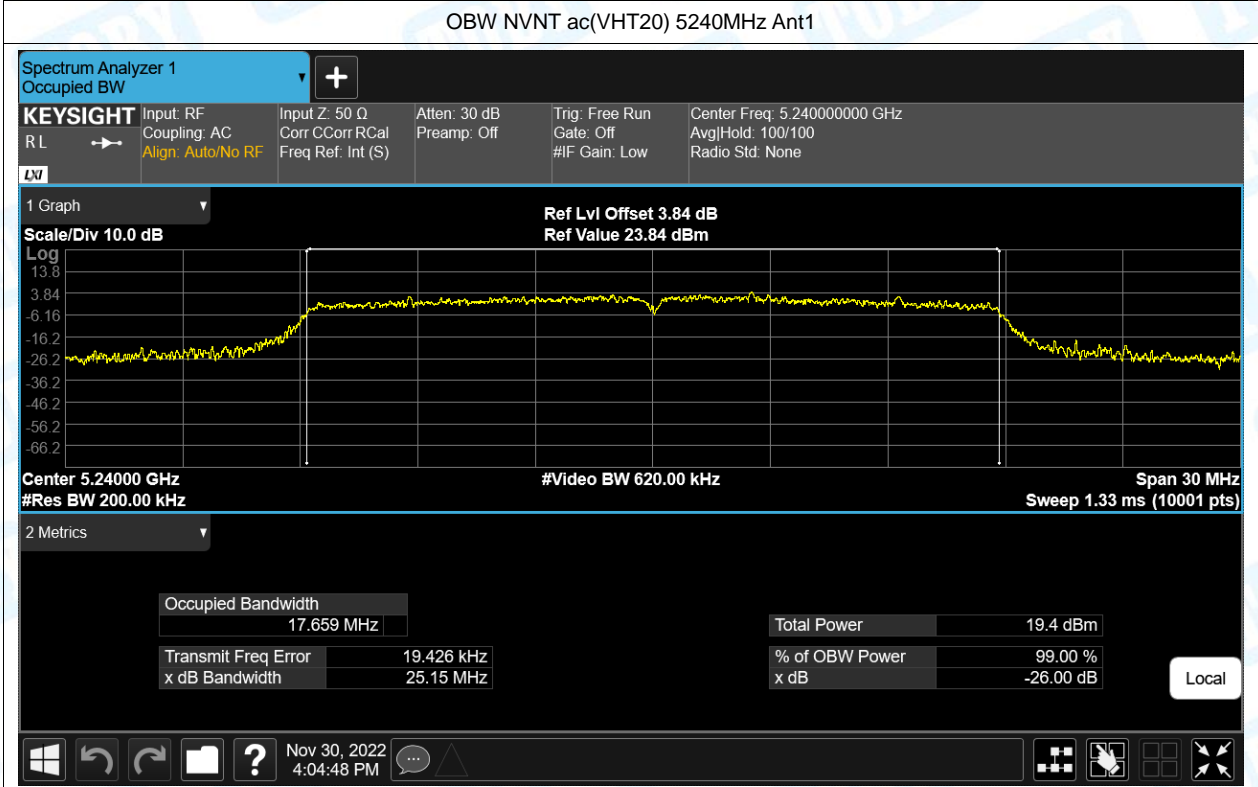 OBW NVNT ac(VHT20) 5240MHz Ant1
Spectrum Analyzer 1
Occupied BW
KEYSIGHT
R L
LXI
Input: RF
Coupling: AC
Align: Auto/No RF
Input Z: 50 Ω
Corr CCorr RCal
Freq Ref: Int (S)
Atten: 30 dB
Preamp: Off
Trig: Free Run
Gate: Off
#IF Gain: Low
Center Freq: 5.240000000 GHz
Avg|Hold: 100/100
Radio Std: None
1 Graph
Scale/Div 10.0 dB
Ref Lvl Offset 3.84 dB
Ref Value 23.84 dBm
Log
13.8
3.84
-6.16
-16.2
-26.2
-36.2
-46.2
-56.2
-66.2
Center 5.24000 GHz
#Res BW 200.00 kHz
#Video BW 620.00 kHz
Span 30 MHz
Sweep 1.33 ms (10001 pts)
2 Metrics
Occupied Bandwidth
17.659 MHz
Transmit Freq Error 19.426 kHz
x dB Bandwidth 25.15 MHz
Total Power 19.4 dBm
% of OBW Power 99.00 %
x dB -26.00 dB
Local
?
Nov 30, 2022
4:04:48 PM